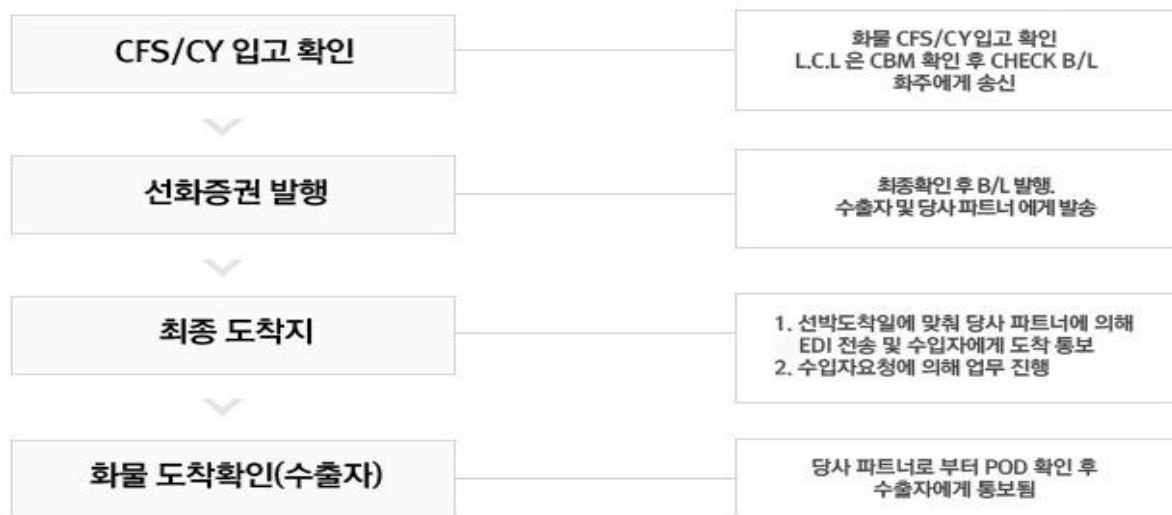 CFS/CY 입고 확인
화물 CFS/CY입고 확인
L.C.L 은 CBM 확인 후 CHECK B/L
화주에게 송신
선화증권 발행
최종확인 후 B/L 발행.
수출자 및 당사 파트너 에게 발송
최종 도착지
1. 선박도착일에 맞춰 당사 파트너에 의해
EDI 전송 및 수입자에게 도착 통보
2. 수입자요청에 의해 업무 진행
화물 도착확인(수출자)
당사 파트너로 부터 POD 확인 후
수출자에게 통보됨